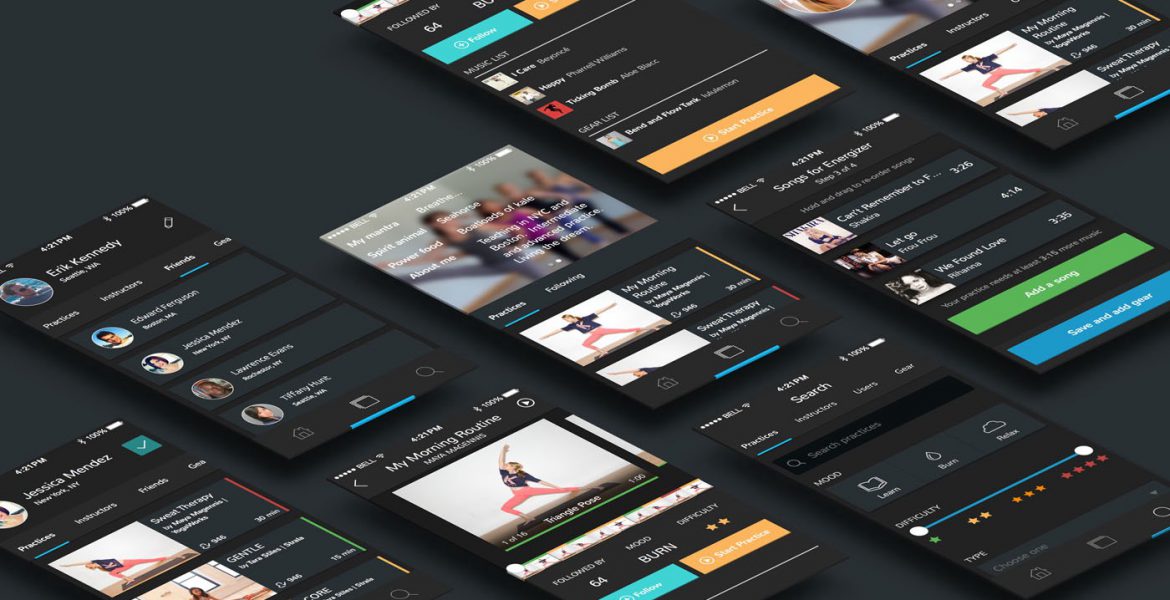 FOLLOWED BY
64
BURN
Follow
MUSIC LIST
I Care Beyoncé
Happy Pharrell Williams
Ticking Bomb Aloe Blacc
GEAR LIST
Bend and Flow Tank lululemon
Start Practice
Practices
Instructors
My Morning
Routine
by Maya Magennis |
YogaWorks
946
30 min
Sweat Therapy
by Maya Magennis |
YogaWorks
4:21PM
100%
My mantra
Breathe...
Spirit animal
Seahorse
Power food
Boatloads of kale
About me
Teaching in NYC and
Boston. Intermediate
and advanced practice.
Living the dream.
Practices
Following
My Morning
Routine
by Maya Magennis |
YogaWorks
946
30 min
Sweat Therapy
by Maya Magennis |
BELL
4:21PM
100%
Songs for Energizer
Step 3 of 4
Hold and drag to re-order songs
Can't Remember to F...
Shakira
3:26
Let go
Frou Frou
4:14
We Found Love
Rihanna
3:35
Your practice needs at least 3:15 more music
Add a song
Save and add gear
4:21PM
100%
Erik Kennedy
Seattle, WA
Practices
Instructors
Friends
Gea
Edward Ferguson
Boston, MA
Jessica Mendez
New York, NY
Lawrence Evans
Rochester, NY
Tiffany Hunt
Seattle, WA
4:21PM
100%
Jessica Mendez
New York, NY
Practices
Instructors
Friends
Gea
Sweat Therapy
by Maya Magennis |
YogaWorks
946
30 min
GENTLE
by Tara Stiles | Strala
946
15 min
CORE
by Tara Stiles | Strala
BELL
4:21PM
100%
My Morning Routine
MAYA MAGENNIS
1 of 16
Triangle Pose
1:00
FOLLOWED BY
64
MOOD
BURN
DIFFICULTY
Follow
Start Practice
BELL
4:21PM
100%
Search
Practices
Instructors
Users
Gear
Search practices
MOOD
Learn
Burn
Relax
DIFFICULTY
TYPE
Choose one